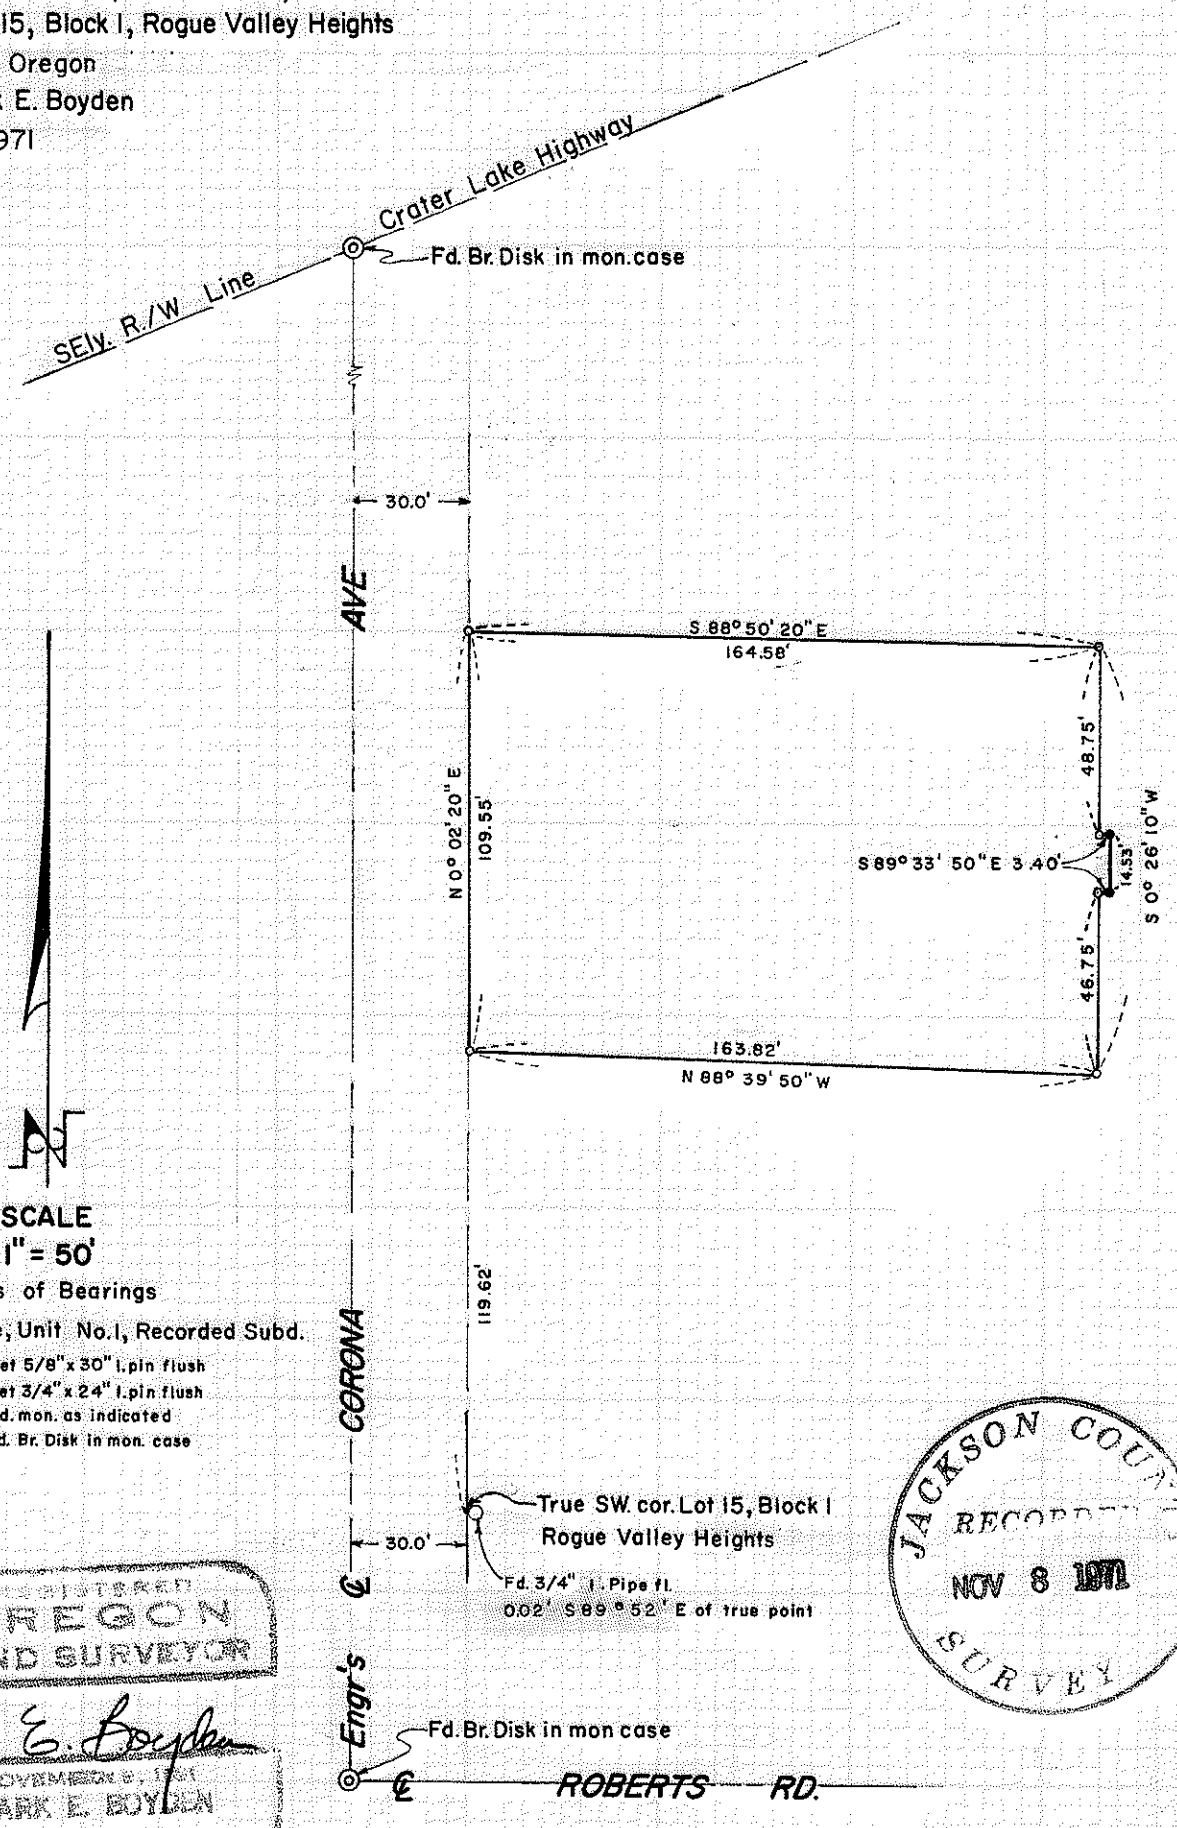 15, Block 1, Rogue Valley Heights
Oregon
E. Boyden
971
Crater Lake Highway
Fd. Br. Disk in mon. case
SEly. R./W Line
30.0'
AVE
S 88° 50' 20" E
164.58'
48.75'
N 0° 02' 20" E
109.55'
S 89° 33' 50" E 3.40'
14.53'
S 0° 26' 10" W
46.75'
163.82'
N 88° 39' 50" W
N
SCALE
1" = 50'
of Bearings
, Unit No. 1, Recorded Subd.
et 5/8" x 30" I. pin flush
et 3/4" x 24" I. pin flush
d. mon. as indicated
d. Br. Disk in mon. case
119.62'
CORONA
True SW. cor. Lot 15, Block 1
Rogue Valley Heights
30.0'
Fd. 3/4" I. Pipe fl.
0.02' S 89° 52' E of true point
JACKSON COU
RECORDED
NOV 8 1971
SURVEY
REGISTERED
REGON
ND SURVEYOR
E. Boyden
ARK E. BOYDEN
Engr's ℄
Fd. Br. Disk in mon case
℄ ROBERTS RD.